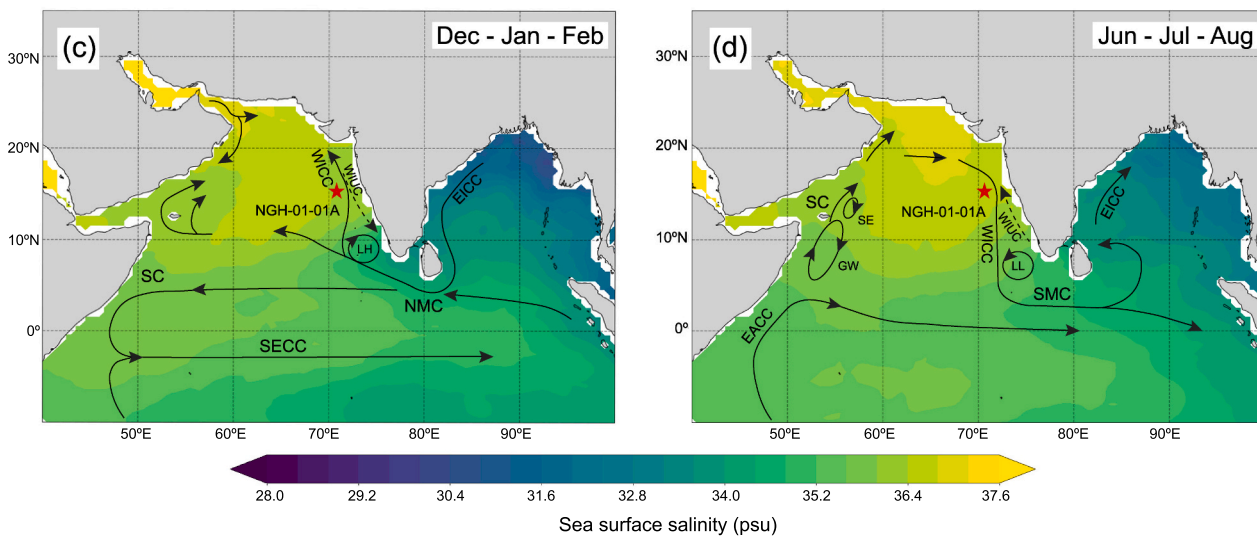 (c)
Dec - Jan - Feb
30ºN
20ºN
10ºN
0º
WICC
WIUC
EICC
NGH-01-01A
LH
SC
NMC
SECC
50ºE
60ºE
70ºE
80ºE
90ºE
(d)
Jun - Jul - Aug
30ºN
20ºN
10ºN
0º
SC
SE
GW
NGH-01-01A
WICC
WIUC
LL
EICC
SMC
EACC
50ºE
60ºE
70ºE
80ºE
90ºE
28.0
29.2
30.4
31.6
32.8
34.0
35.2
36.4
37.6
Sea surface salinity (psu)